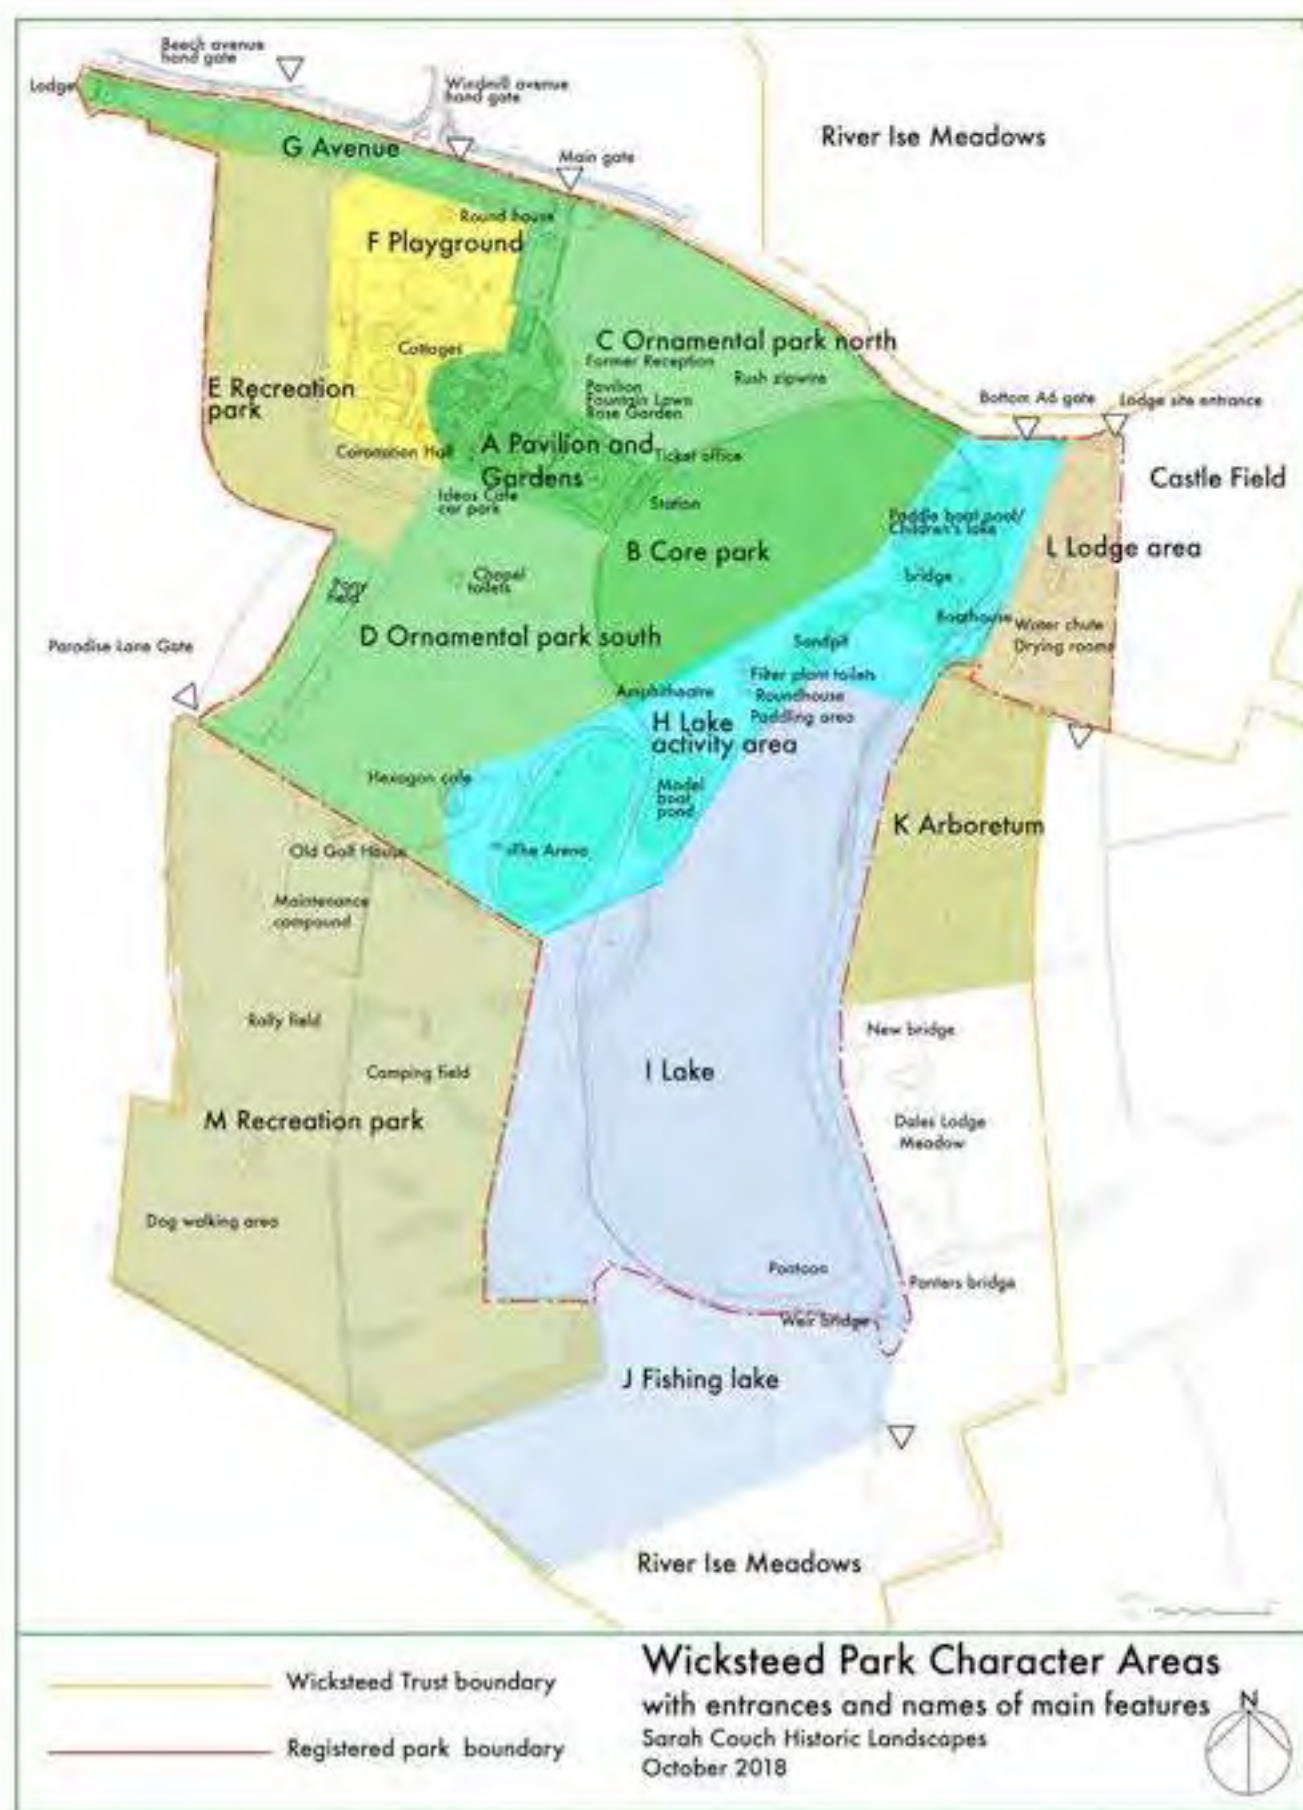 Beech avenue
hand gate
Lodge
Windmill avenue
hand gate
River Ise Meadows
G Avenue
Main gate
Round house
F Playground
C Ornamental park north
Cottages
Former Reception
Rush zipwire
E Recreation
park
Pavilion
Fountain Lawn
Rose Garden
Bottom A6 gate
Lodge site entrance
Coronation Hall
A Pavilion and
Gardens
Ticket office
Castle Field
Ideas Cafe
car park
Station
Paddle boat pool/
Children's lake
B Core park
L Lodge area
Pony
field
Chapel
toilets
bridge
Boathouse
Water chute
Drying rooms
D Ornamental park south
Sandpit
Paradise Lane Gate
Filter plant toilets
Amphitheatre
Roundhouse
Paddling area
H Lake
activity area
Hexagon cafe
Model
boat
pond
K Arboretum
Old Golf House
The Arena
Maintenance
compound
Rally field
New bridge
Camping field
I Lake
M Recreation park
Dales Lodge
Meadow
Dog walking area
Pontoon
Panters bridge
Weir bridge
J Fishing lake
River Ise Meadows
Wicksteed Trust boundary
Registered park boundary
Wicksteed Park Character Areas
with entrances and names of main features
Sarah Couch Historic Landscapes
October 2018
N